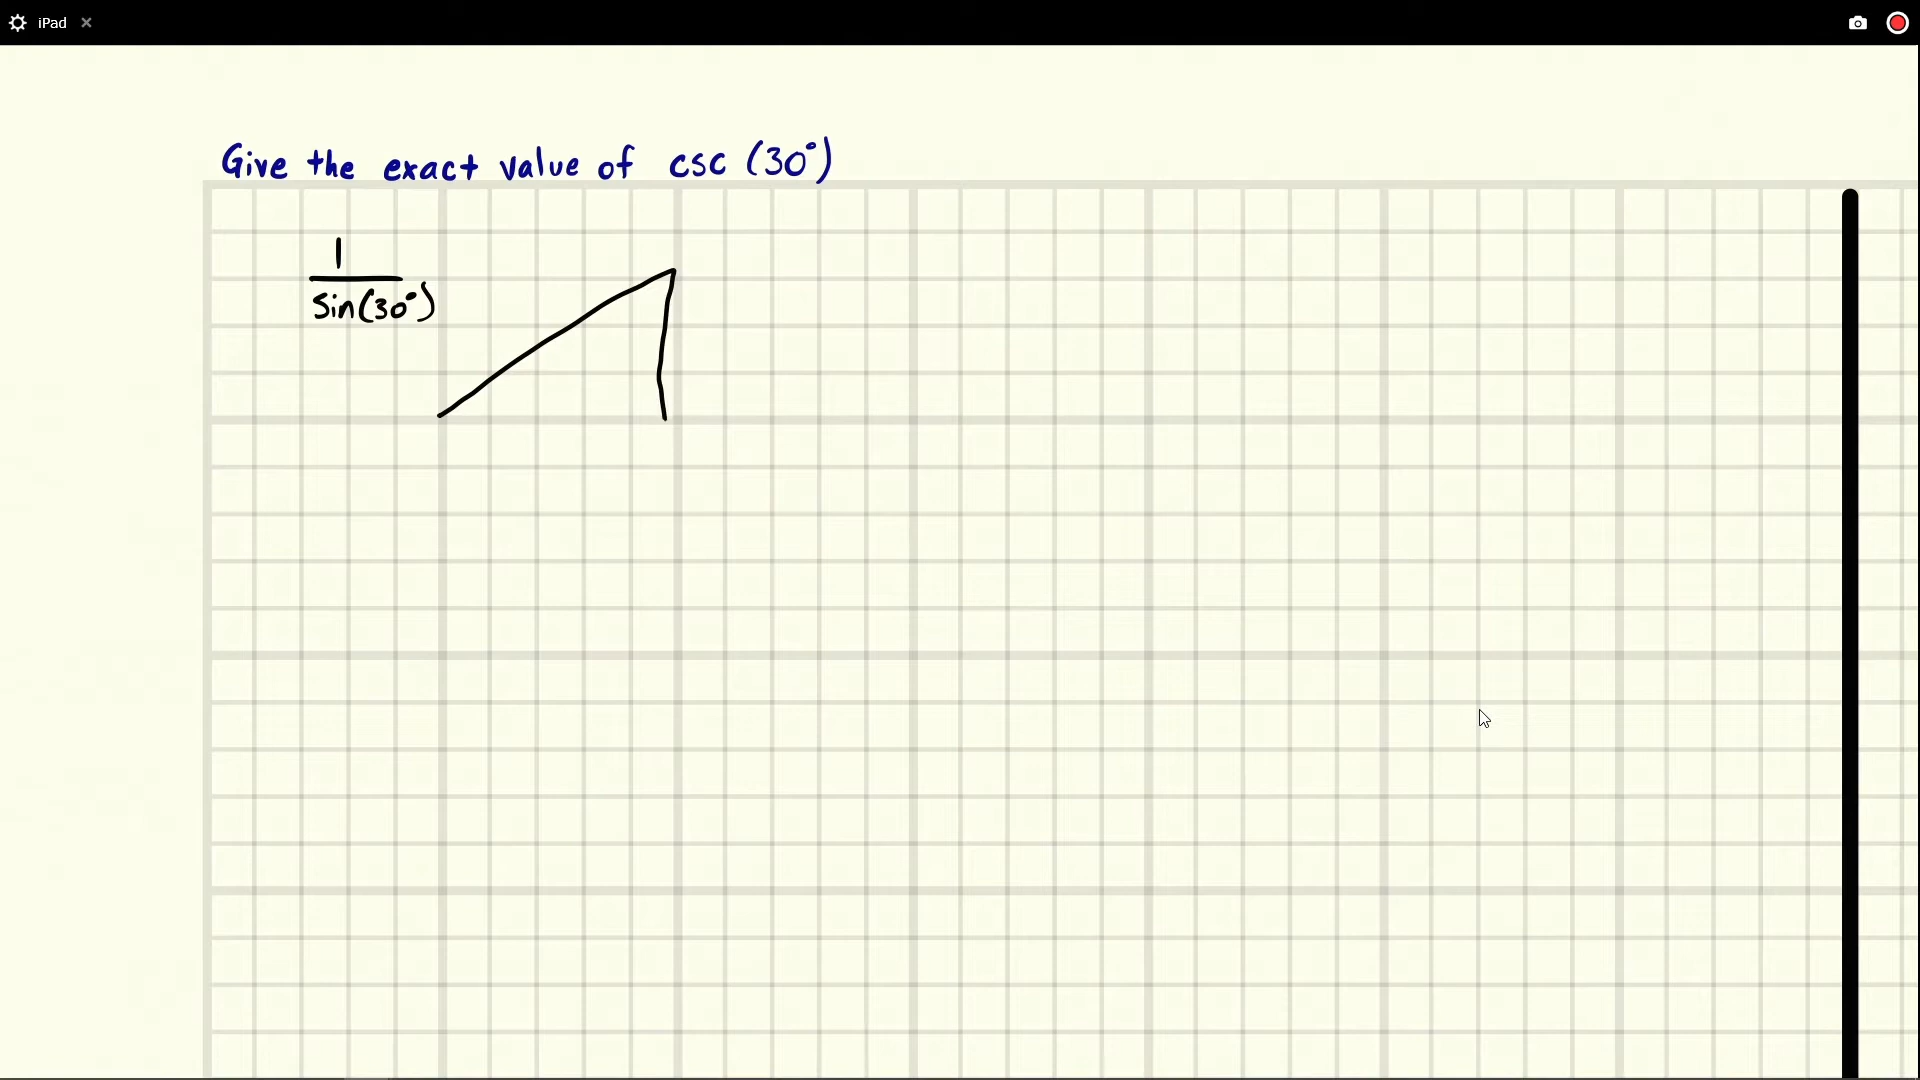 iPad
Give the exact value of csc (30°)
1
sin(30°)